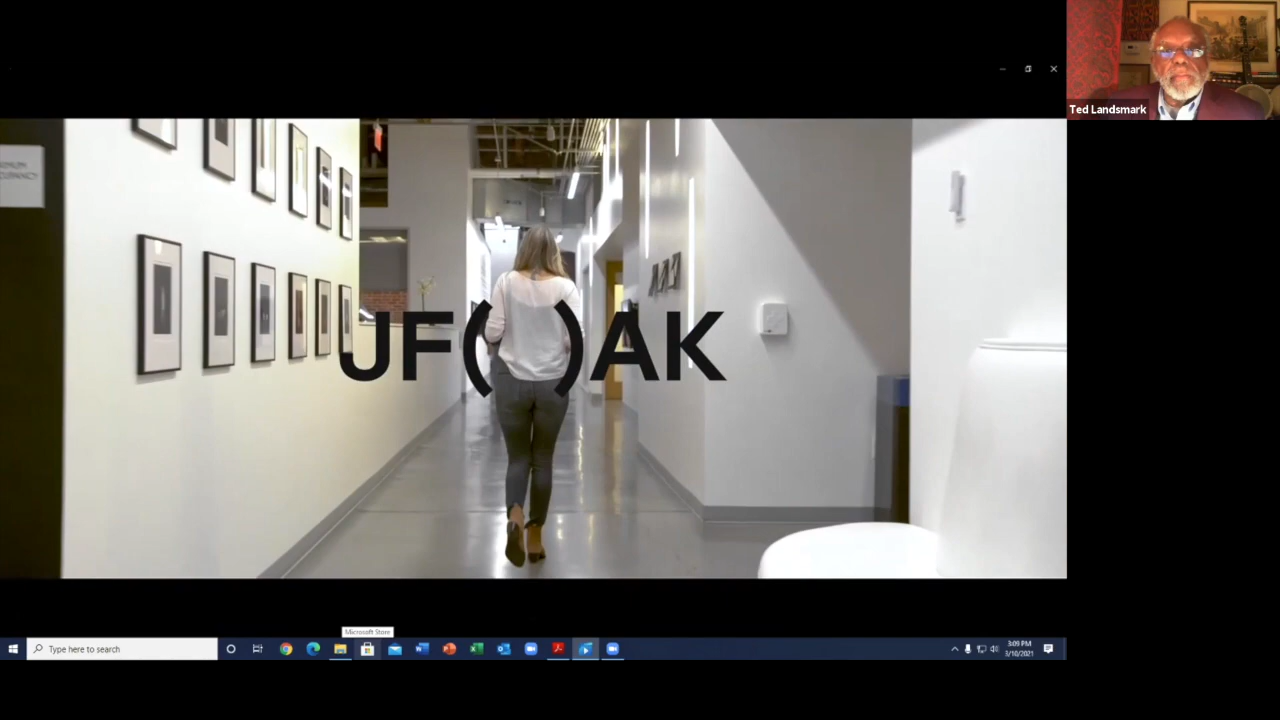 Ted Landsmark
UF( )AK
Microsoft Store
Type here to search
3:09 PM
3/10/2021